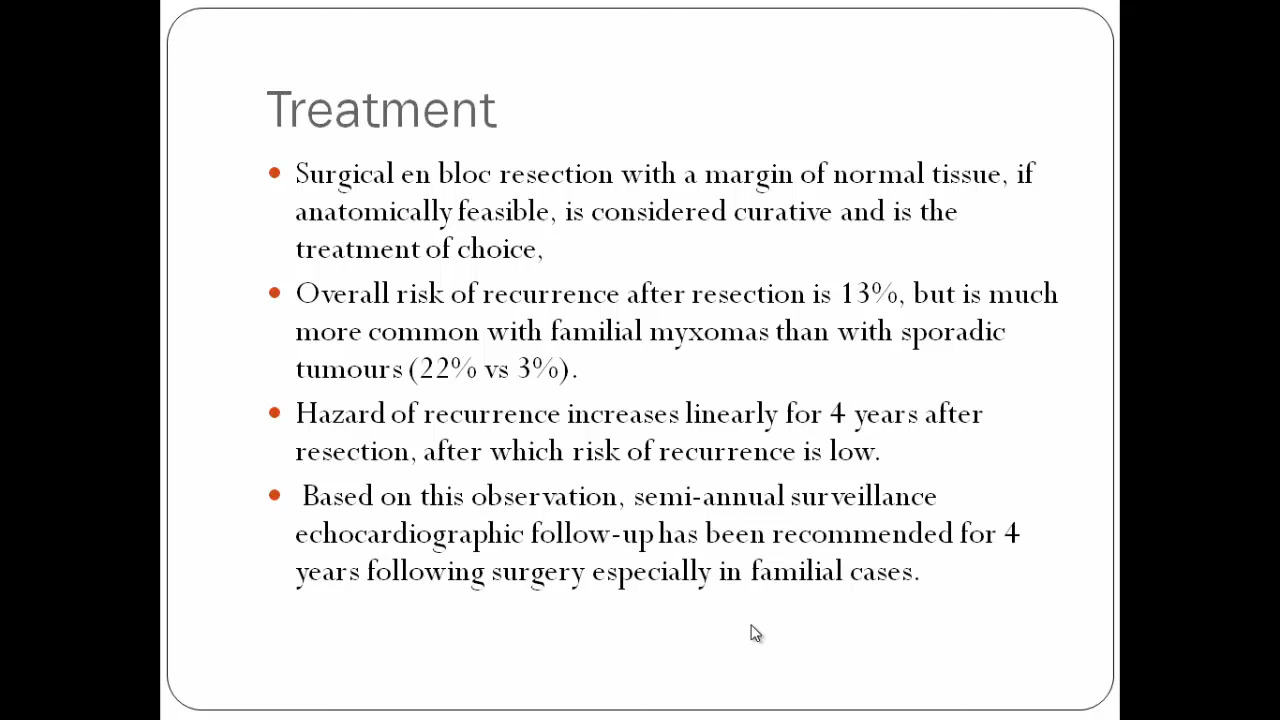 Treatment
Surgical en bloc resection with a margin of normal tissue, if
anatomically feasible, is considered curative and is the
treatment of choice,
Overall risk of recurrence after resection is 13%, but is much
more common with familial myxomas than with sporadic
tumours (22% vs 3%).
Hazard of recurrence increases linearly for 4 years after
resection, after which risk of recurrence is low.
Based on this observation, semi-annual surveillance
echocardiographic follow-up has been recommended for 4
years following surgery especially in familial cases.